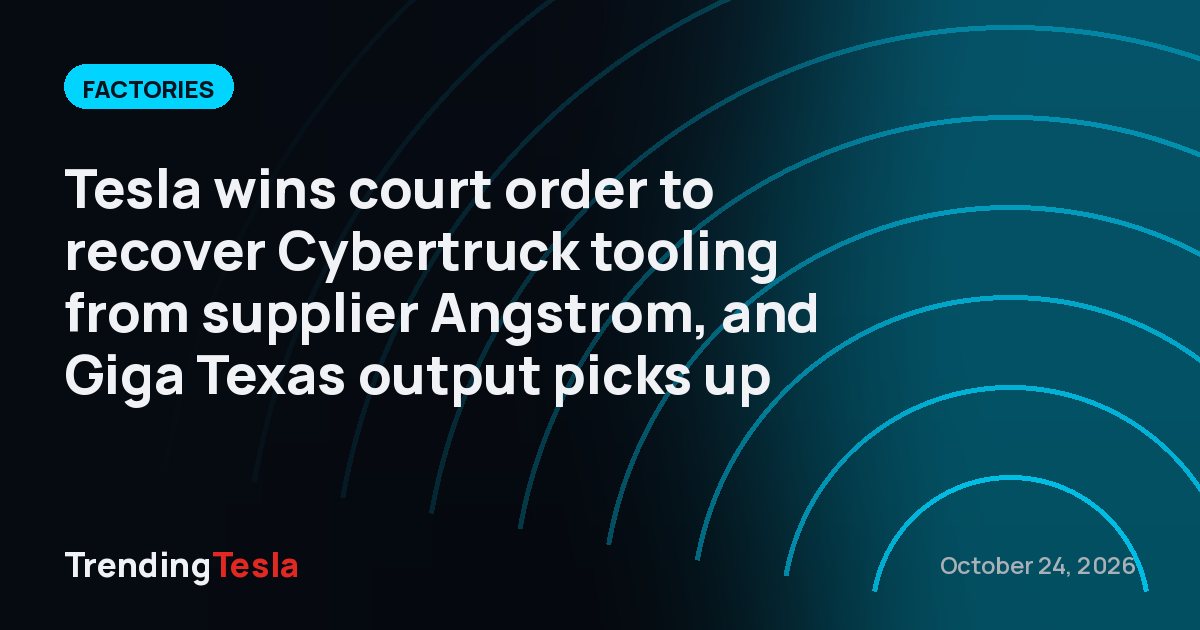 FACTORIES
Tesla wins court order to
recover Cybertruck tooling
from supplier Angstrom, and
Giga Texas output picks up
TrendingTesla
October 24, 2026